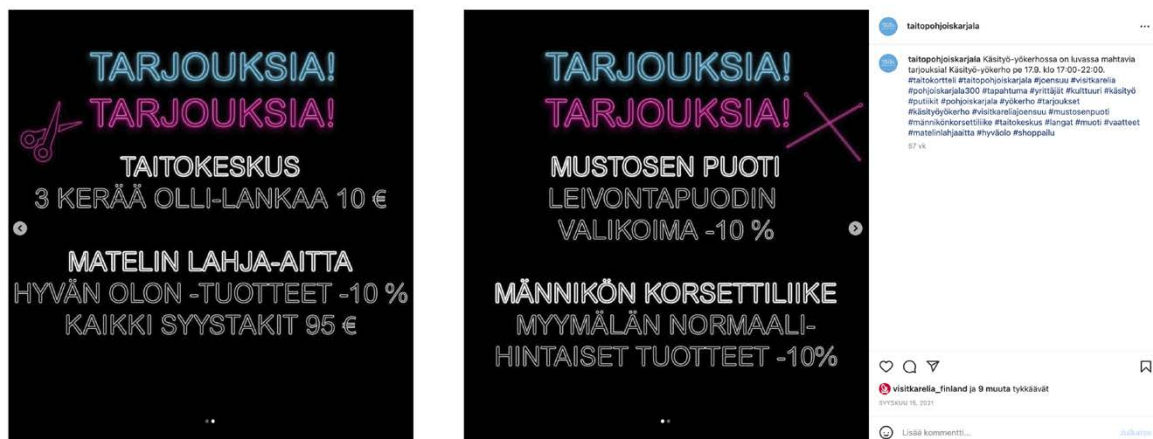 TARJOUKSIA!
TARJOUKSIA!
TAITOKESKUS
3 KERÄÄ OLLI-LANKAA 10 €
MATELIN LAHJA-AITTA
HYVÄN OLON -TUOTTEET -10 %
KAIKKI SYYSTAKIT 95 €
TARJOUKSIA!
TARJOUKSIA!
MUSTOSEN PUOTI
LEIVONTAPUODIN
VALIKOIMA -10 %
MÄNNIKÖN KORSETTILIIKE
MYYMÄLÄN NORMAALI-
HINTAISET TUOTTEET -10%
taitopohjoiskarjala
taitopohjoiskarjala Käsityö-yökerhossa on luvassa mahtavia
tarjouksia! Käsityö-yökerho pe 17.9. klo 17:00-22:00.
#taitokortteli #taitopohjoiskarjala #joensuu #visitkarelia
#pohjoiskarjala300 #tapahtuma #yrittäjät #kulttuuri #käsityö
#putiikit #pohjoiskarjala #yökerho #tarjoukset
#käsityöyökerho #visitkareliajoensuu #mustosenpuoti
#männikönkorsettiliike #taitokeskus #langat #muoti #vaatteet
#matelinlahjaaitta #hyväolo #shoppailu
57 vk
visitkarelia_finland ja 9 muuta tykkäävät
SYYSKUU 15, 2021
Lisää kommentti...
Julkaise